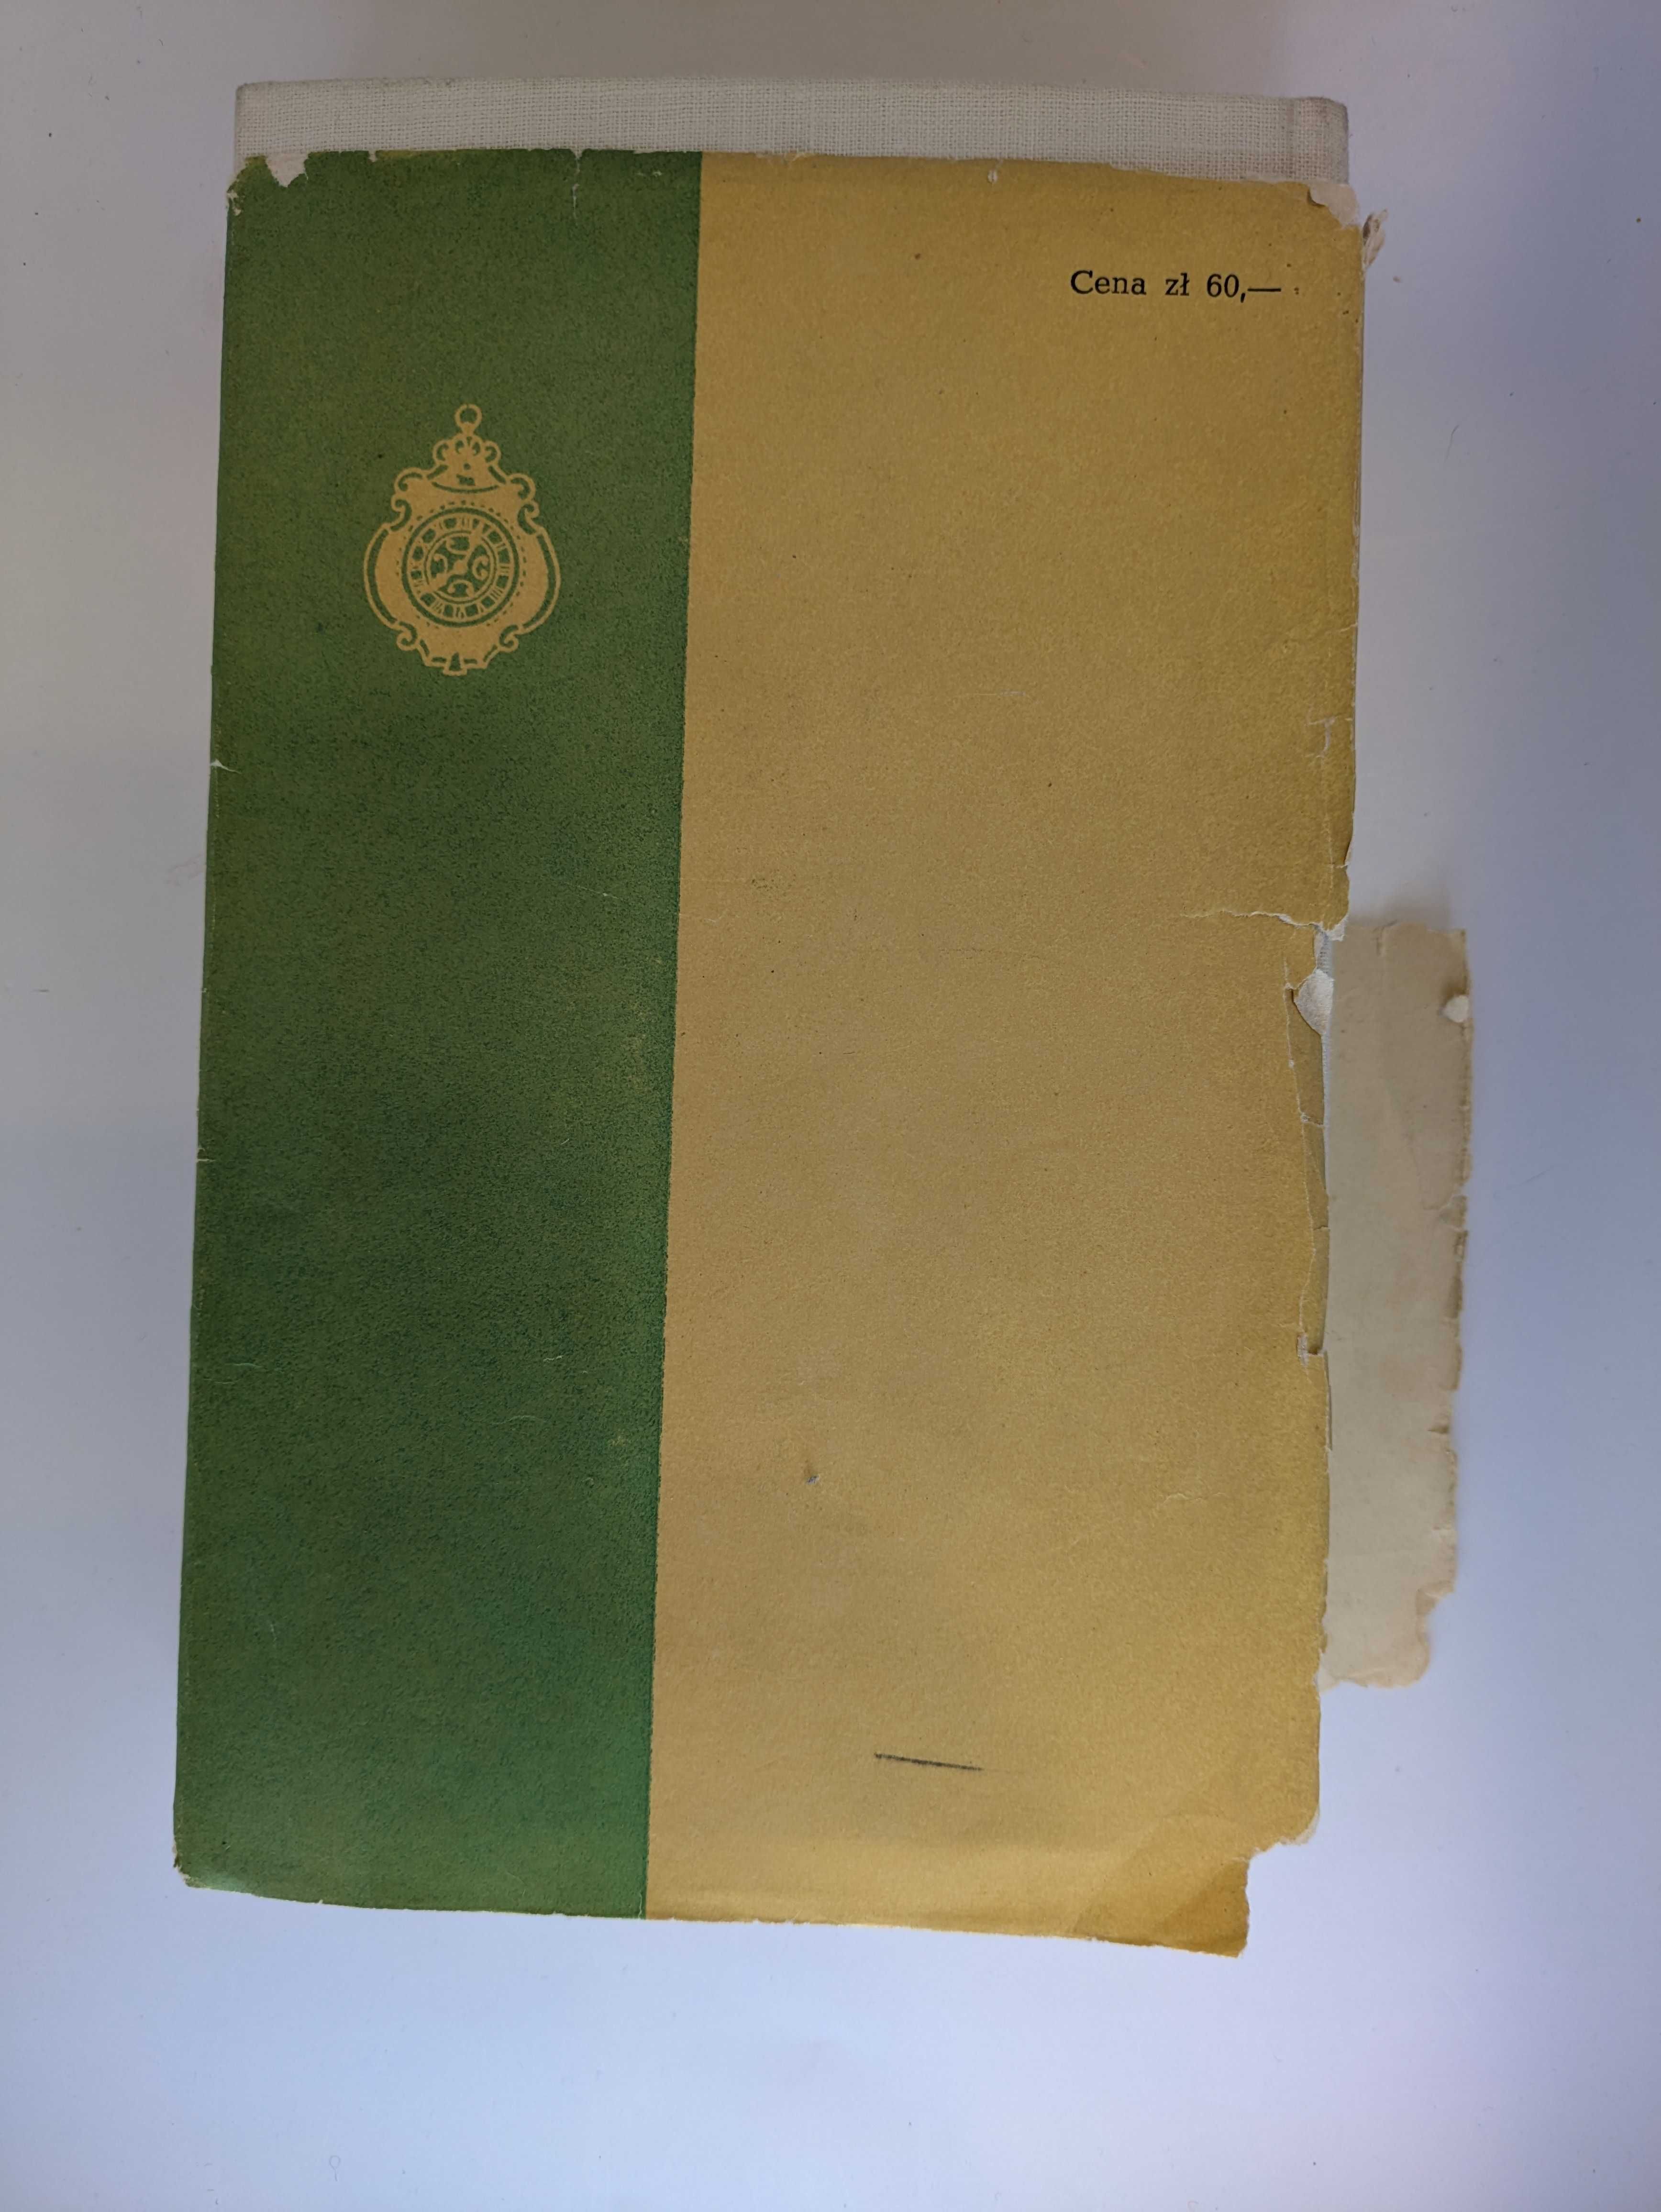 Cena zł 60,—